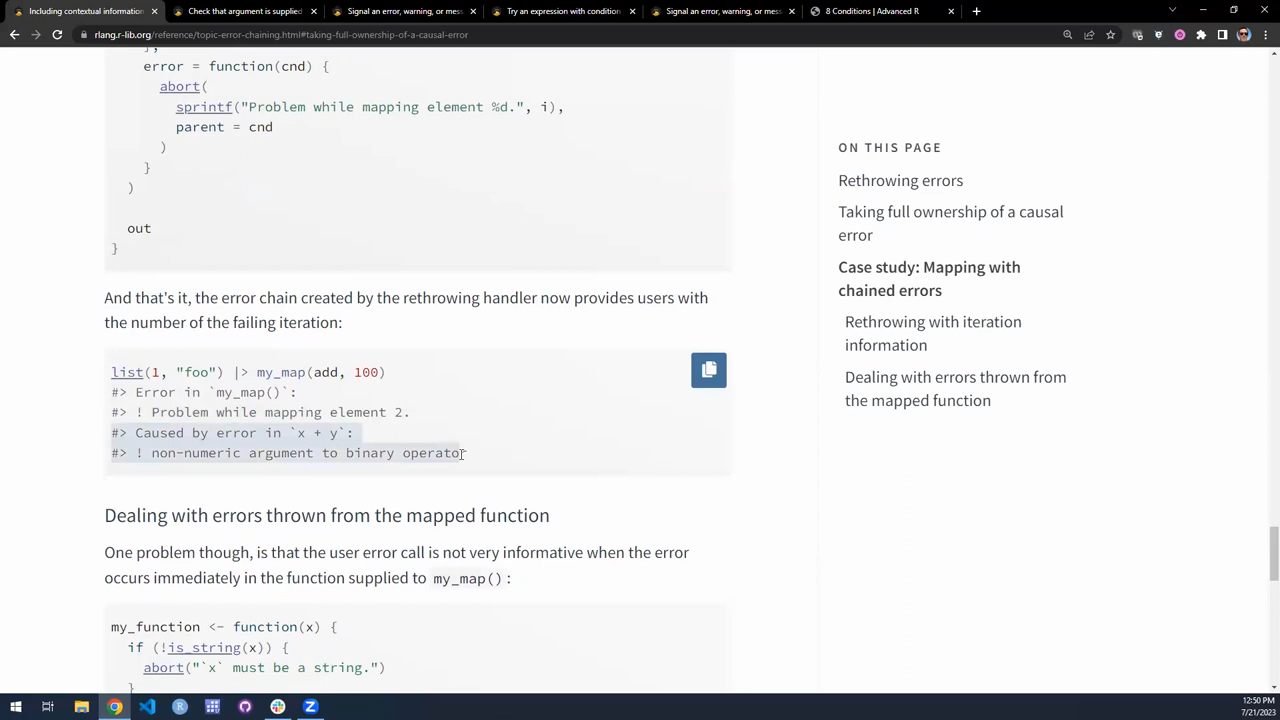 Including contextual information
Check that argument is supplied
Signal an error, warning, or mess
Try an expression with condition
Signal an error, warning, or mess
8 Conditions | Advanced R
rlang.r-lib.org/reference/topic-error-chaining.html#taking-full-ownership-of-a-causal-error
},
error = function(cnd) {
abort(
sprintf("Problem while mapping element %d.", i),
parent = cnd
)
}
)
out
}
And that's it, the error chain created by the rethrowing handler now provides users with
the number of the failing iteration:
list(1, "foo") |> my_map(add, 100)
#> Error in `my_map()`:
#> ! Problem while mapping element 2.
#> Caused by error in `x + y`:
#> ! non-numeric argument to binary operato
Dealing with errors thrown from the mapped function
One problem though, is that the user error call is not very informative when the error
occurs immediately in the function supplied to my_map() :
my_function <- function(x) {
if (!is_string(x)) {
abort("`x` must be a string.")
}
ON THIS PAGE
Rethrowing errors
Taking full ownership of a causal
error
Case study: Mapping with
chained errors
Rethrowing with iteration
information
Dealing with errors thrown from
the mapped function
12:50 PM
7/21/2023